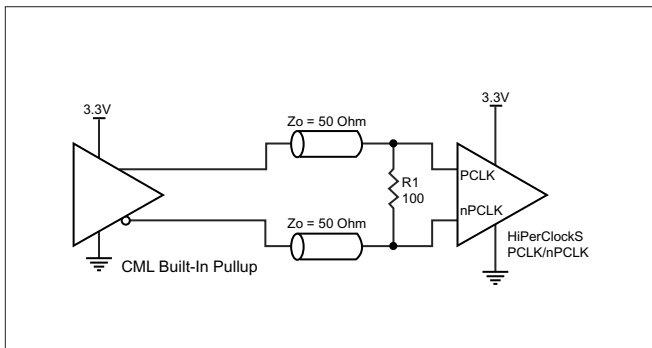 3.3V
Zo = 50 Ohm
3.3V
R1
100
PCLK
nPCLK
Zo = 50 Ohm
HiPerClockS
PCLK/nPCLK
CML Built-In Pullup